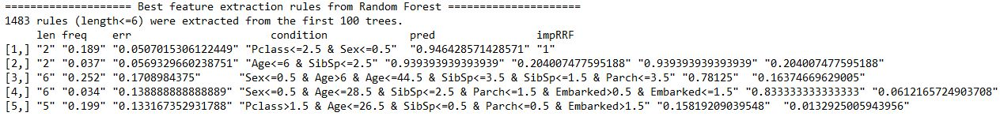 ==================== Best feature extraction rules from Random Forest =====================
1483 rules (length<=6) were extracted from the first 100 trees.
len freq err condition pred impRRF
[1,] "2" "0.189" "0.0507015306122449" "Pclass<=2.5 & Sex<=0.5" "0.946428571428571" "1"
[2,] "2" "0.037" "0.0569329660238751" "Age<=6 & SibSp<=2.5" "0.939393939393939" "0.204007477595188" "0.939393939393939" "0.204007477595188"
[3,] "6" "0.252" "0.1708984375" "Sex<=0.5 & Age>6 & Age<=44.5 & SibSp<=3.5 & SibSp<=1.5 & Parch<=3.5" "0.78125" "0.16374669629005"
[4,] "6" "0.034" "0.138888888888889" "Sex<=0.5 & Age<=28.5 & SibSp<=2.5 & Parch<=1.5 & Embarked>0.5 & Embarked<=1.5" "0.833333333333333" "0.0612165724903708"
[5,] "5" "0.199" "0.133167352931788" "Pclass>1.5 & Age<=26.5 & SibSp<=0.5 & Parch<=0.5 & Embarked>1.5" "0.15819209039548" "0.0132925005943956"